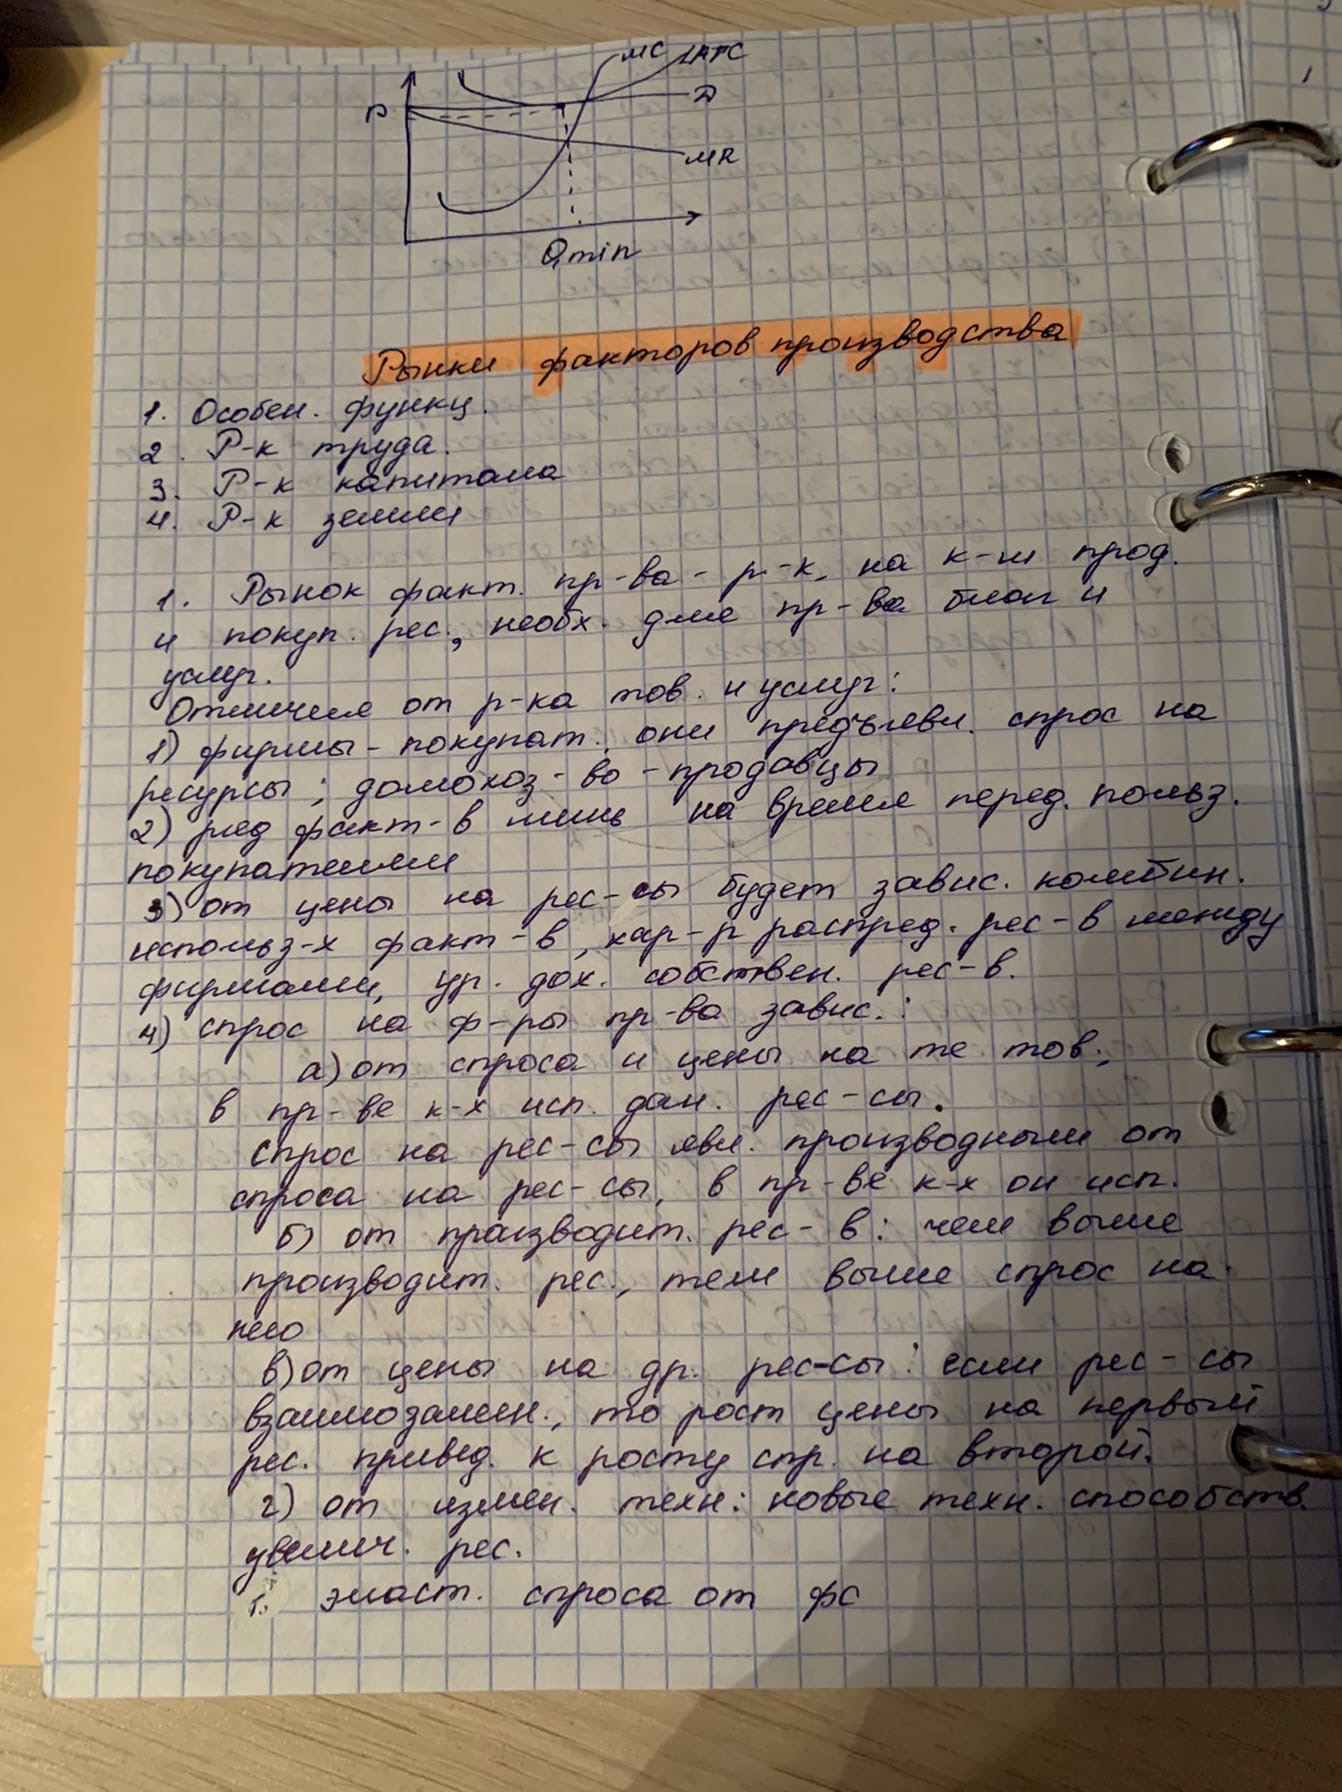 MC LATC
P D
MR
Qmin
Рынки факторов производства
1. Особен. функц.
2. Р-к труда.
3. Р-к капитала
4. Р-к земли
1. Рынок факт. пр-ва - р-к, на к-м прод.
и покуп. рес., необх. для пр-ва благ и
услуг.
Отличия от р-ка тов. и услуг:
1) фирмы - покупат., они предъявл. спрос на
ресурсы; домохоз-во - продавцы
2) ряд факт-в лишь на время перед. польз.
покупателями
3) от цены на рес-сы будет завис. комбин.
использ-х факт-в, хар-р распред. рес-в между
фирмами, ур. дох. собствен. рес-в.
4) спрос на ф-ры пр-ва завис.:
а) от спроса и цены на те тов.,
в пр-ве к-х исп. дан. рес-сы.
Спрос на рес-сы явл. производным от
спроса на рес-сы, в пр-ве к-х он исп.
б) от производит. рес-в: чем выше
производит. рес., тем выше спрос на
него
в) от цены на др. рес-сы: если рес-сы
взаимозамен., то рост цены на первый
рес. привед. к росту спр. на второй.
г) от измен. техн: новые техн. способств.
увелич. рес.
5. эласт. спроса от фс